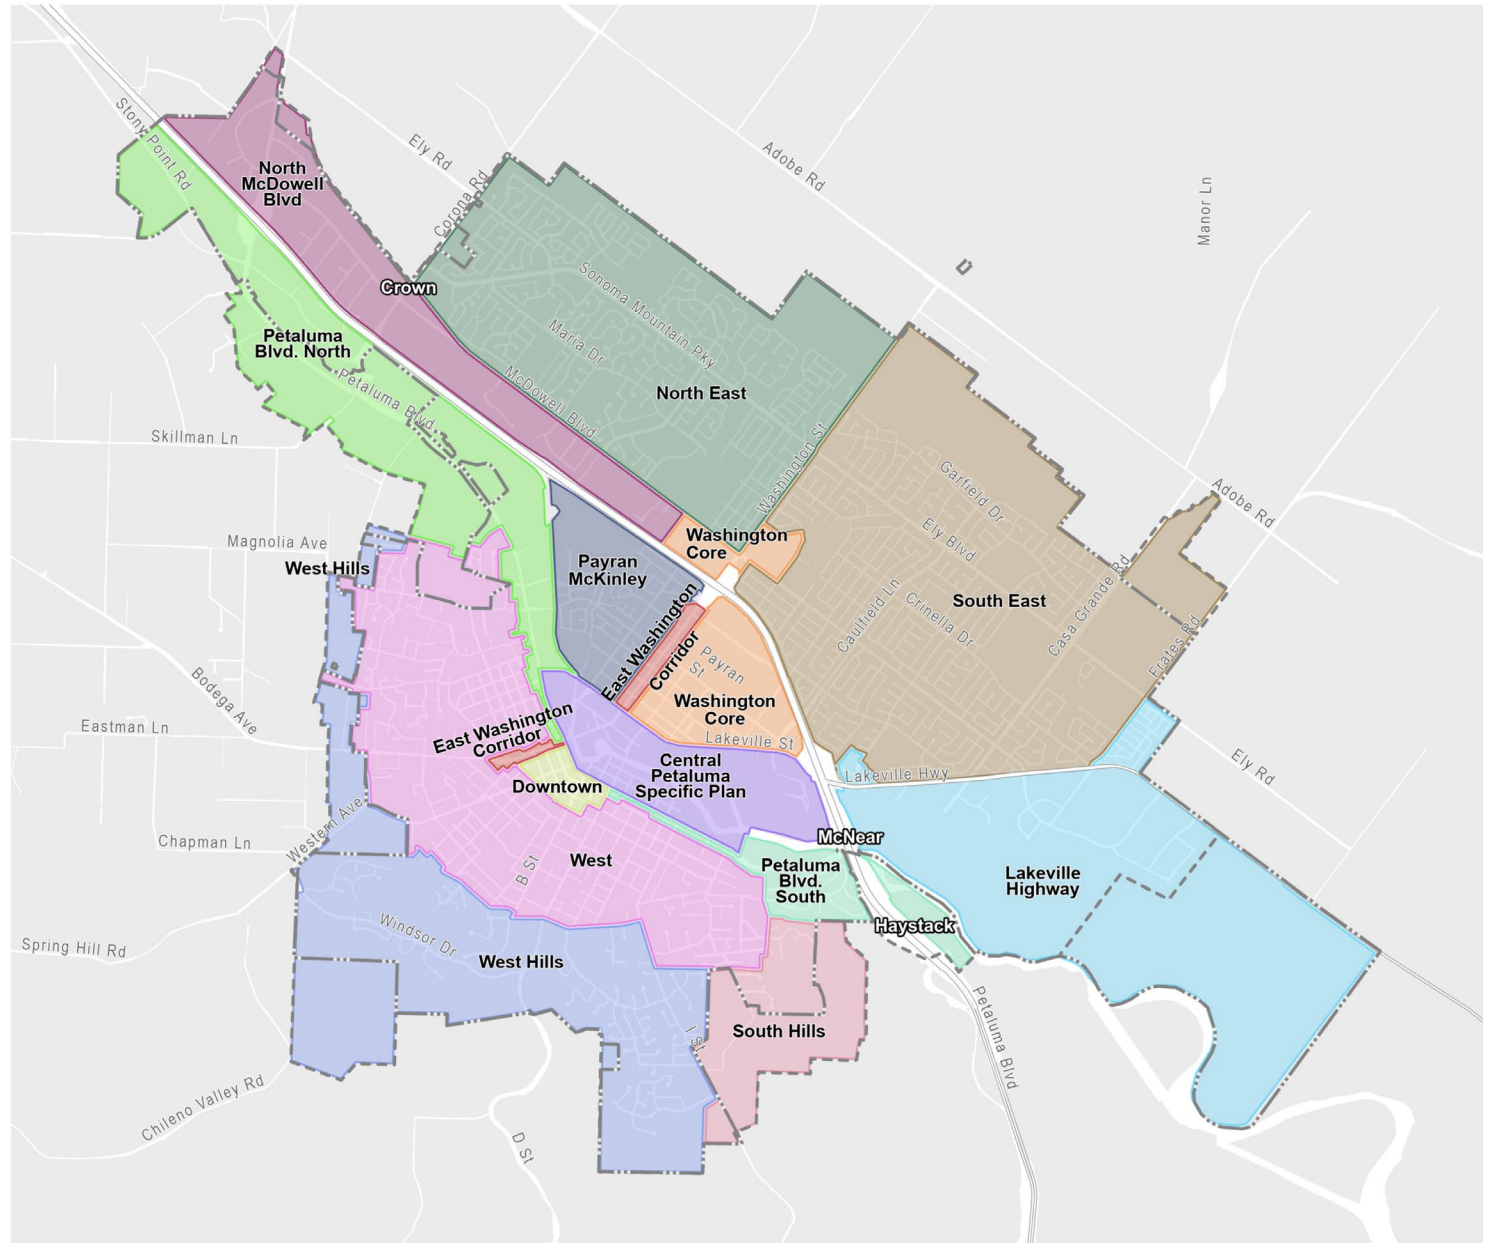 Stony Point Rd
North
McDowell
Blvd
Ely Rd
Corona Rd
Adobe Rd
Manor Ln
Crown
Sonoma Mountain Pky
Maria Dr
Petaluma
Blvd. North
Petaluma Blvd
McDowell Blvd
North East
Washington St
Skillman Ln
Garfield Dr
Adobe Rd
Ely Blvd
Magnolia Ave
West Hills
Payran
McKinley
Washington
Core
South East
Caulfield Ln
Crinella Dr
Casa Grande Rd
Frates Rd
East Washington
Corridor
Payran
St
Washington
Core
Bodega Ave
Eastman Ln
East Washington
Corridor
Lakeville St
Central
Petaluma
Specific Plan
Lakeville Hwy
Ely Rd
Downtown
Chapman Ln
Western Ave
McNear
B St
West
Petaluma
Blvd.
South
Lakeville
Highway
Haystack
Spring Hill Rd
Windsor Dr
West Hills
I St
South Hills
Petaluma Blvd
Chileno Valley Rd
D St